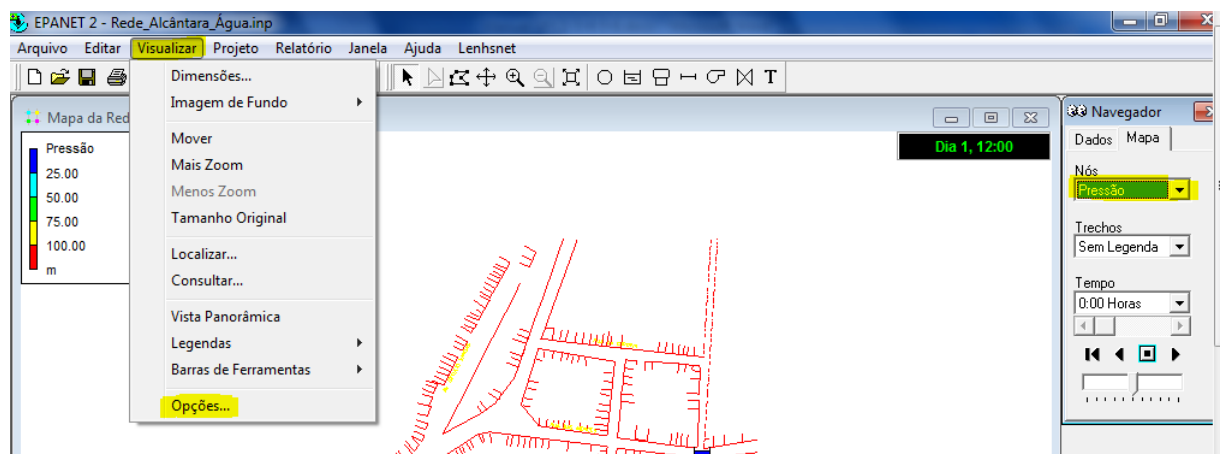 EPANET 2 - Rede_Alcântara_Água.inp
Arquivo Editar Visualizar Projeto Relatório Janela Ajuda Lenhsnet
T
Mapa da Red
Dia 1, 12:00
Pressão
25.00
50.00
75.00
100.00
m
Dimensões...
Imagem de Fundo
Mover
Mais Zoom
Menos Zoom
Tamanho Original
Localizar...
Consultar...
Vista Panorâmica
Legendas
Barras de Ferramentas
Opções...
Navegador
Dados Mapa
Nós
Pressão
Trechos
Sem Legenda
Tempo
0:00 Horas